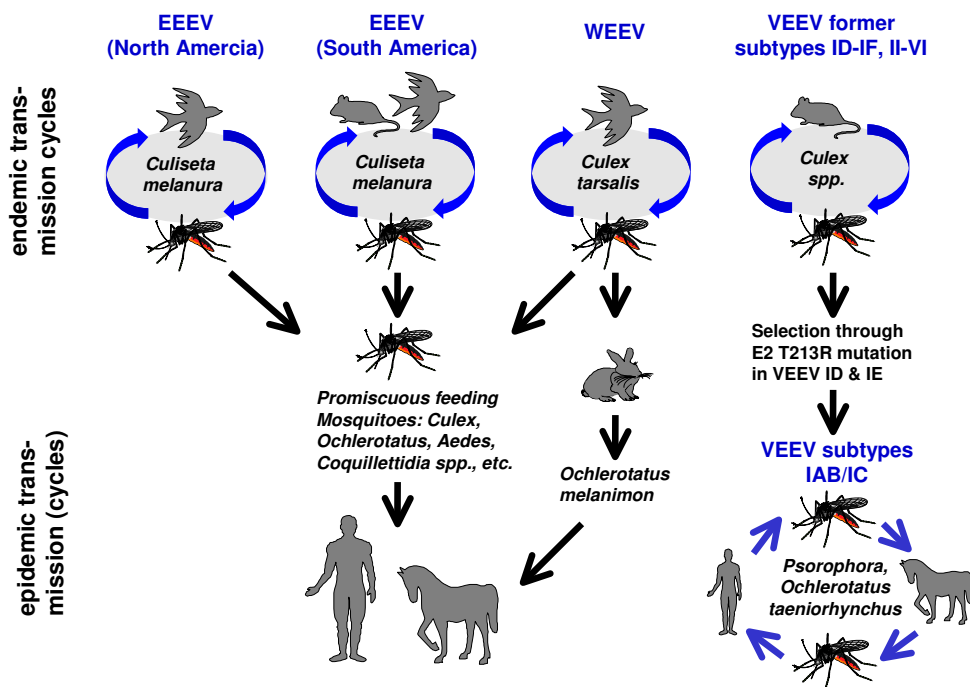 EEEV
(North Amercia)
EEEV
(South America)
WEEV
VEEV former
subtypes ID-IF, II-VI
endemic trans-
mission cycles
Culiseta
melanura
Culiseta
melanura
Culex
tarsalis
Culex
spp.
Selection through
E2 T213R mutation
in VEEV ID & IE
epidemic trans-
mission (cycles)
Promiscuous feeding
Mosquitoes: Culex,
Ochlerotatus, Aedes,
Coquillettidia spp., etc.
Ochlerotatus
melanimon
VEEV subtypes
IAB/IC
Psorophora,
Ochlerotatus
taeniorhynchus